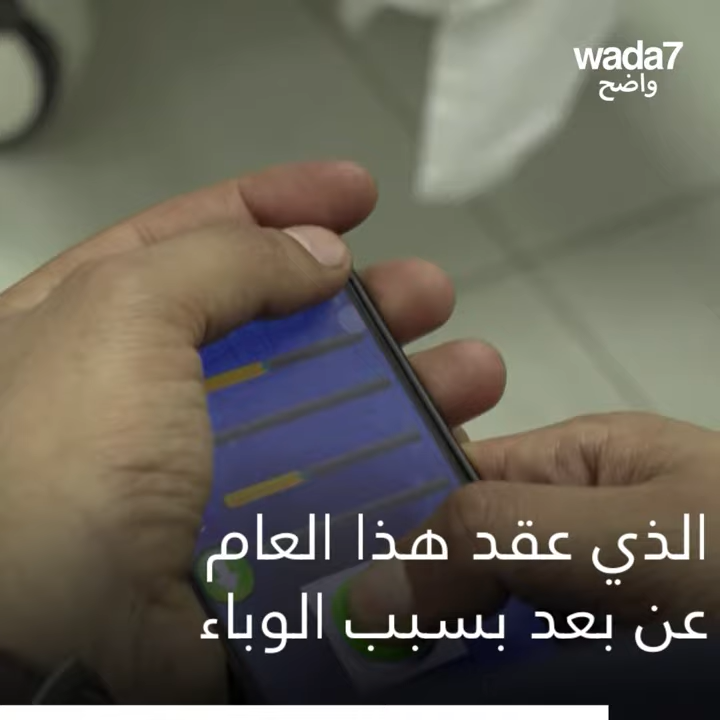 wada7
واضح
الذي عقد هذا العام
عن بعد بسبب الوباء